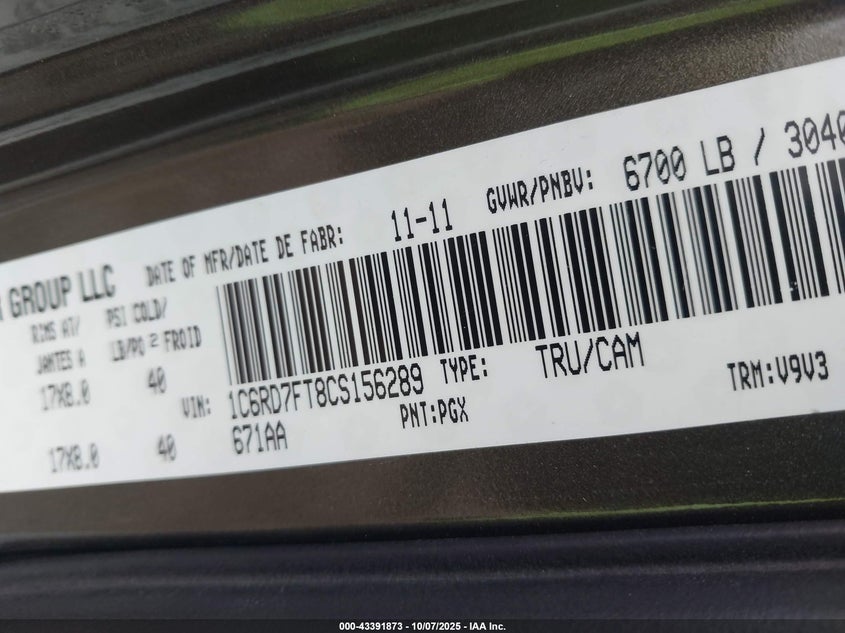 GROUP LLC
DATE OF MFR/DATE DE FABR: 11-11 GVWR/PNBV: 6700 LB / 3040
RIMS AT/ PSI COLD/
JANTES A LB/PO² FROID
17X8.0 40
VIN: 1C6RD7FT8CS156289 TYPE: TRU/CAM TRM:V9V3
17X8.0 40 671AA PNT:PGX
000-43391873 - 10/07/2025 - IAA Inc.